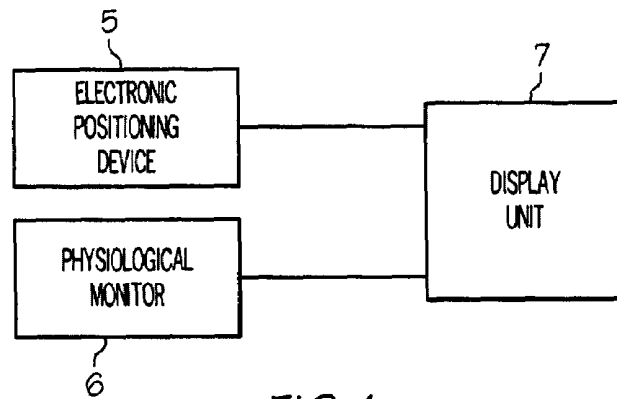 5
ELECTRONIC
POSITIONING
DEVICE
7
DISPLAY
UNIT
PHYSIOLOGICAL
MONITOR
6